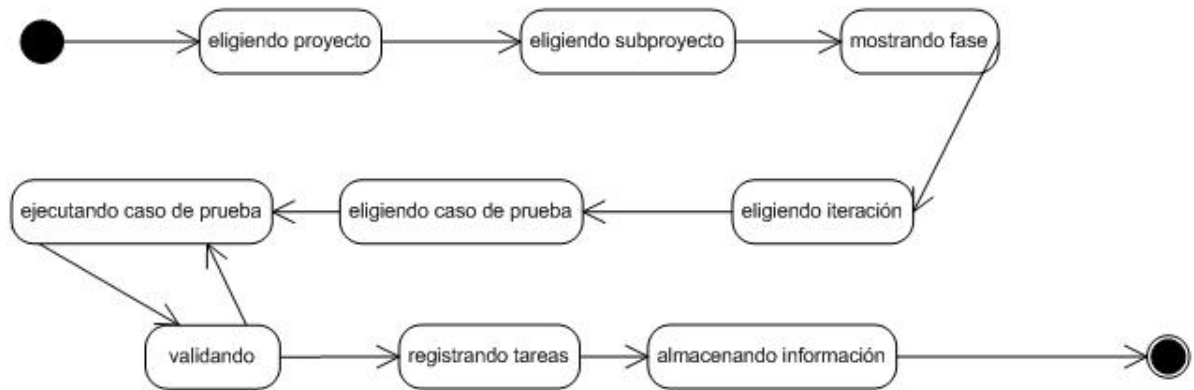 eligiendo proyecto
eligiendo subproyecto
mostrando fase
eligiendo iteración
eligiendo caso de prueba
ejecutando caso de prueba
validando
registrando tareas
almacenando información